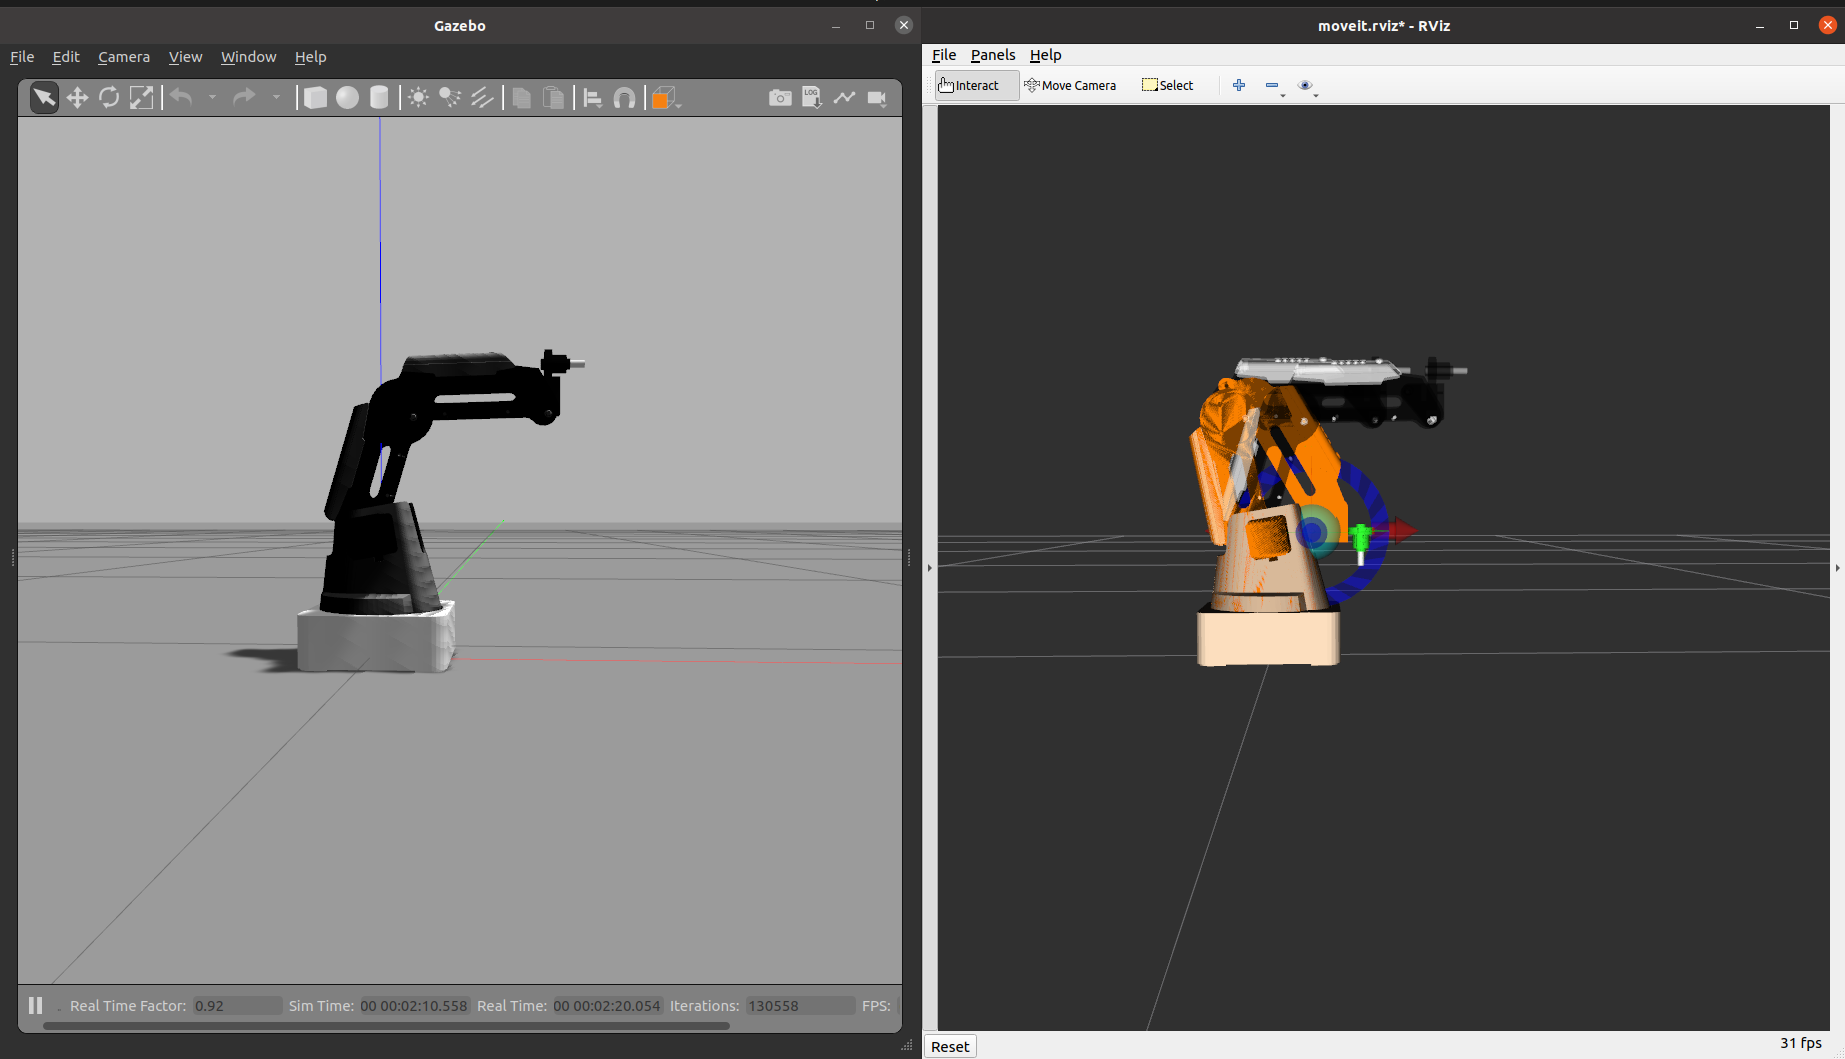 Gazebo
File Edit Camera View Window Help
LOG
Real Time Factor: 0.92 Sim Time: 00 00:02:10.558 Real Time: 00 00:02:20.054 Iterations: 130558 FPS:
moveit.rviz* - RViz
File Panels Help
Interact Move Camera Select
Reset 31 fps